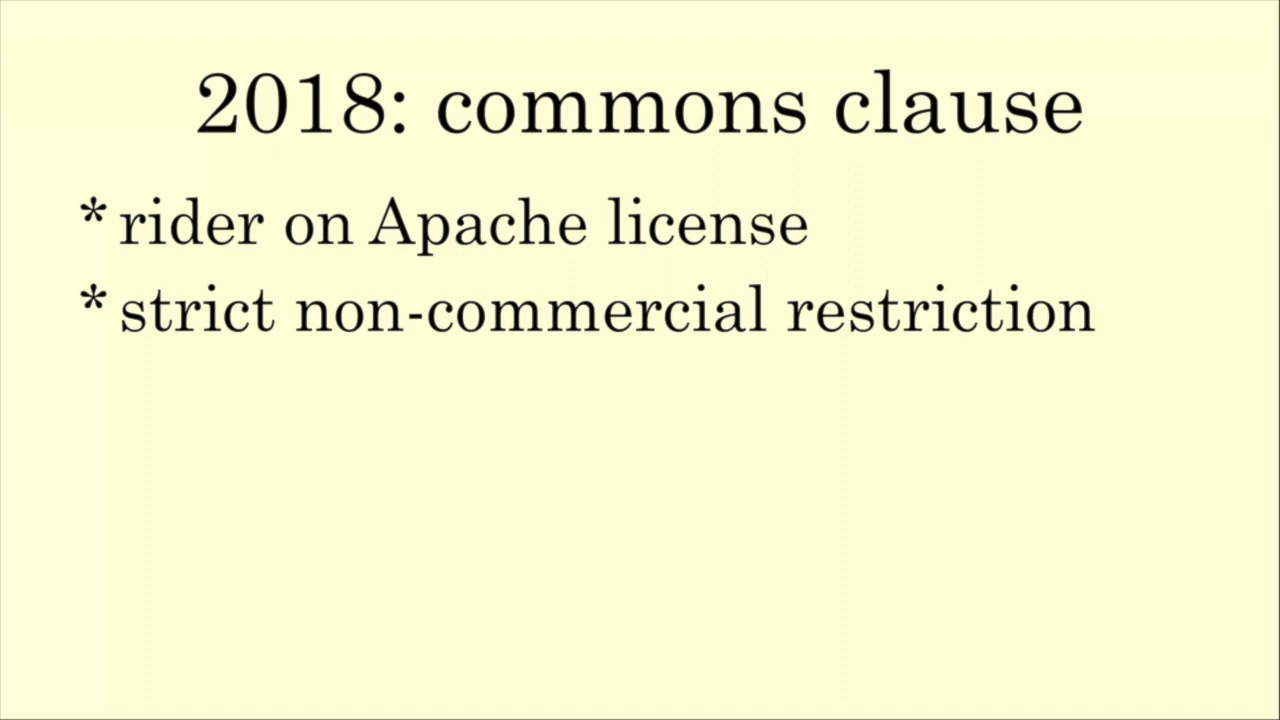 2018: commons clause
* rider on Apache license
* strict non-commercial restriction